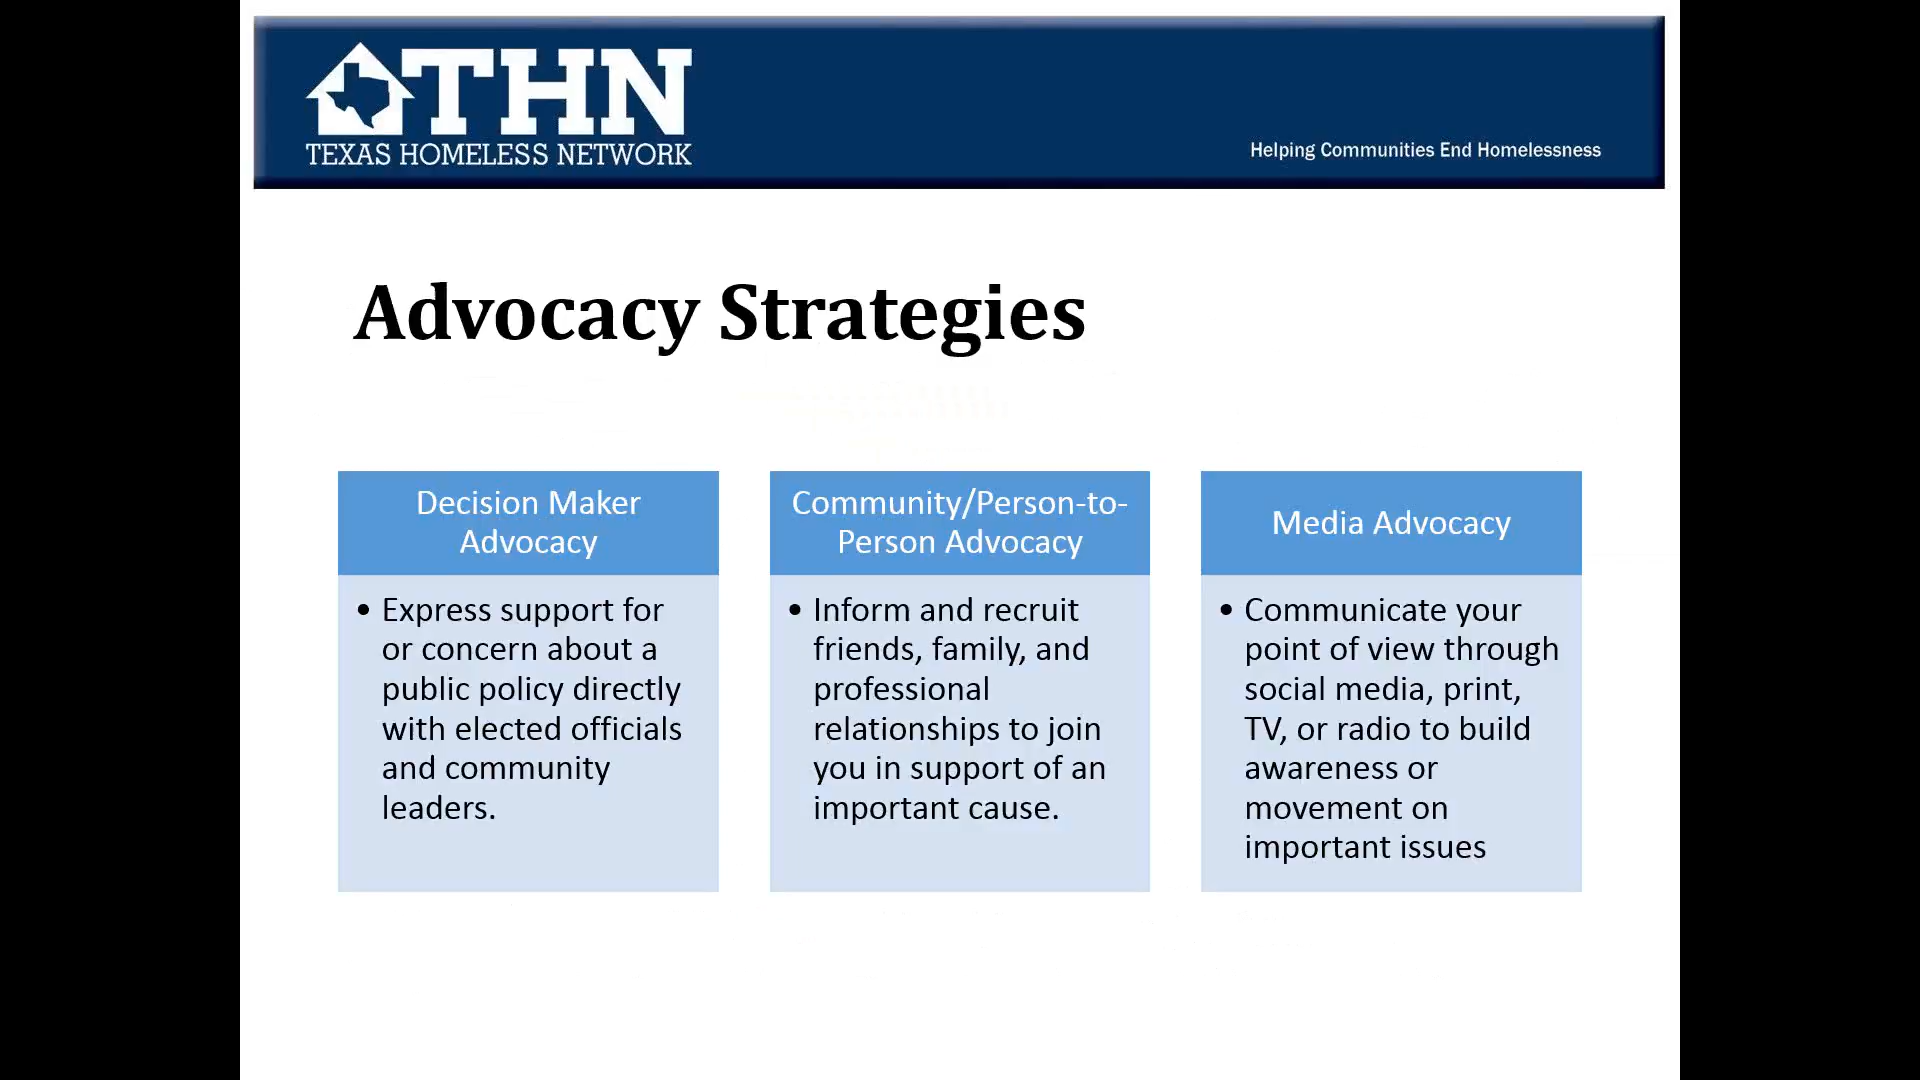 THN
TEXAS HOMELESS NETWORK
Helping Communities End Homelessness
Advocacy Strategies
Decision Maker
Advocacy
• Express support for
or concern about a
public policy directly
with elected officials
and community
leaders.
Community/Person-to-
Person Advocacy
• Inform and recruit
friends, family, and
professional
relationships to join
you in support of an
important cause.
Media Advocacy
• Communicate your
point of view through
social media, print,
TV, or radio to build
awareness or
movement on
important issues